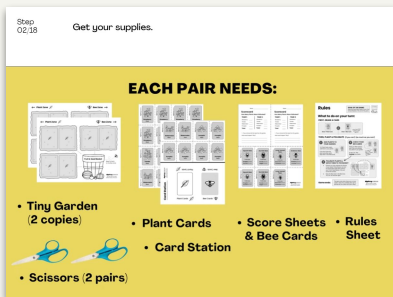 Step
02/18
Get your supplies.
EACH PAIR NEEDS:
Rules
• Tiny Garden
(2 copies)
• Plant Cards
• Card Station
• Score Sheets
& Bee Cards
• Rules
Sheet
• Scissors (2 pairs)